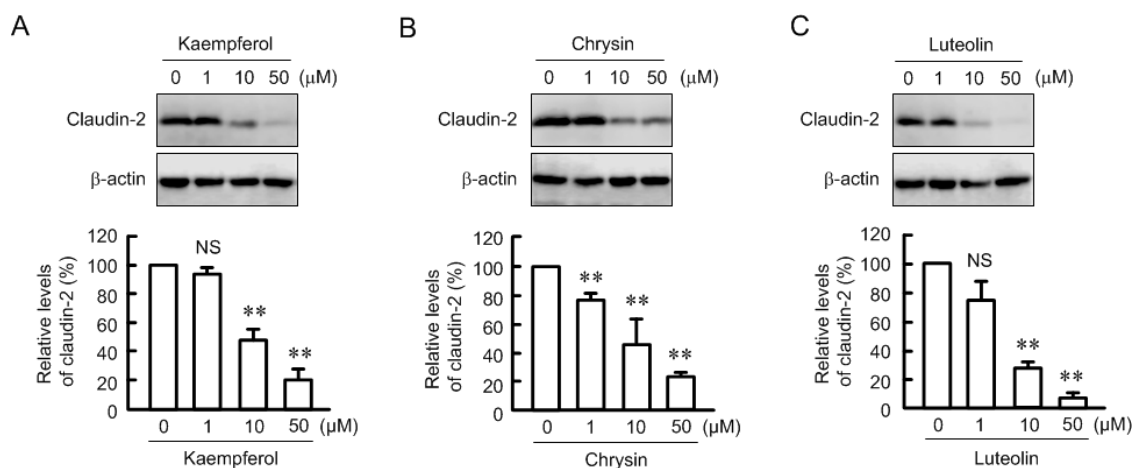 A
Kaempferol
0 1 10 50 (μM)
Claudin-2
β-actin
Relative levels
of claudin-2 (%)
120
100
80
60
40
20
0
NS
**
**
0 1 10 50 (μM)
Kaempferol
B
Chrysin
0 1 10 50 (μM)
Claudin-2
β-actin
Relative levels
of claudin-2 (%)
120
100
80
60
40
20
0
**
**
**
0 1 10 50 (μM)
Chrysin
C
Luteolin
0 1 10 50 (μM)
Claudin-2
β-actin
Relative levels
of claudin-2 (%)
120
100
80
60
40
20
0
NS
**
**
0 1 10 50 (μM)
Luteolin